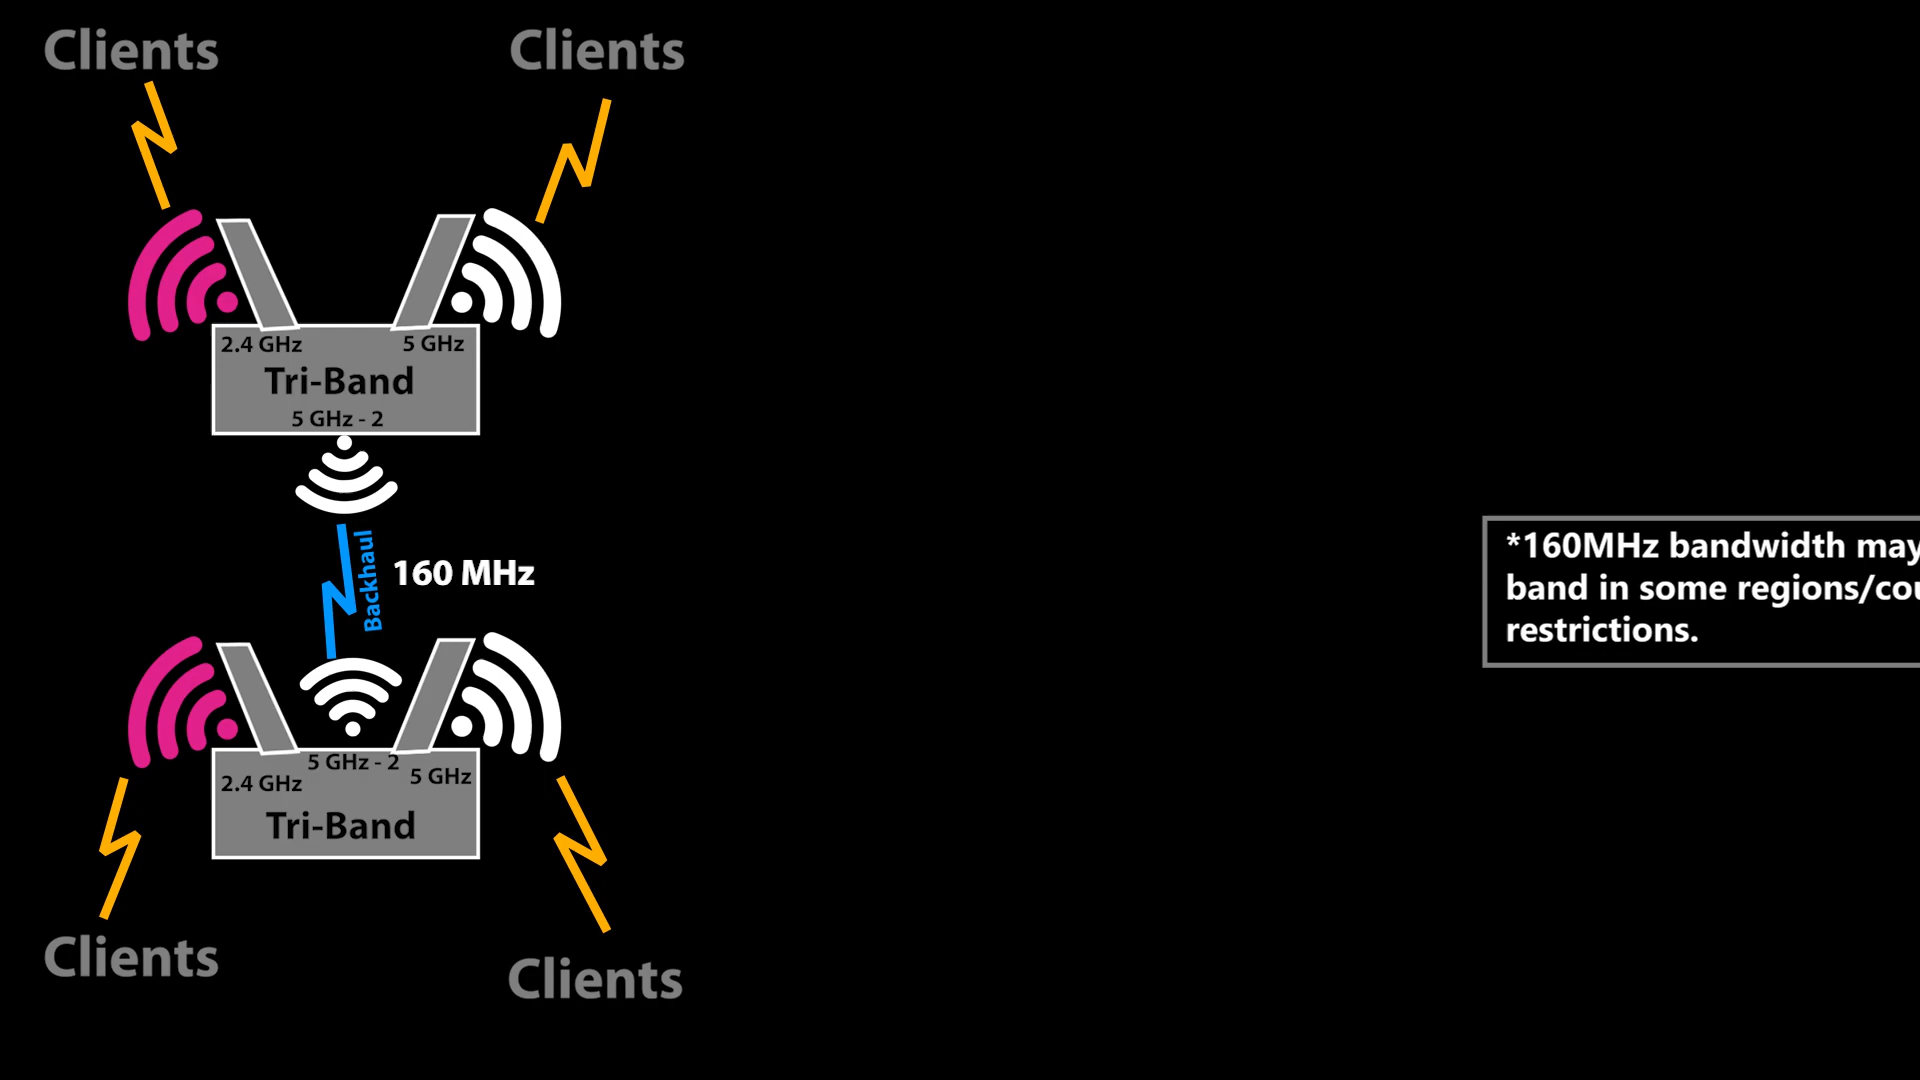 Clients
Clients
2.4 GHz
5 GHz
Tri-Band
5 GHz - 2
Backhaul
160 MHz
*160MHz bandwidth may
band in some regions/cou
restrictions.
5 GHz - 2
2.4 GHz
5 GHz
Tri-Band
Clients
Clients